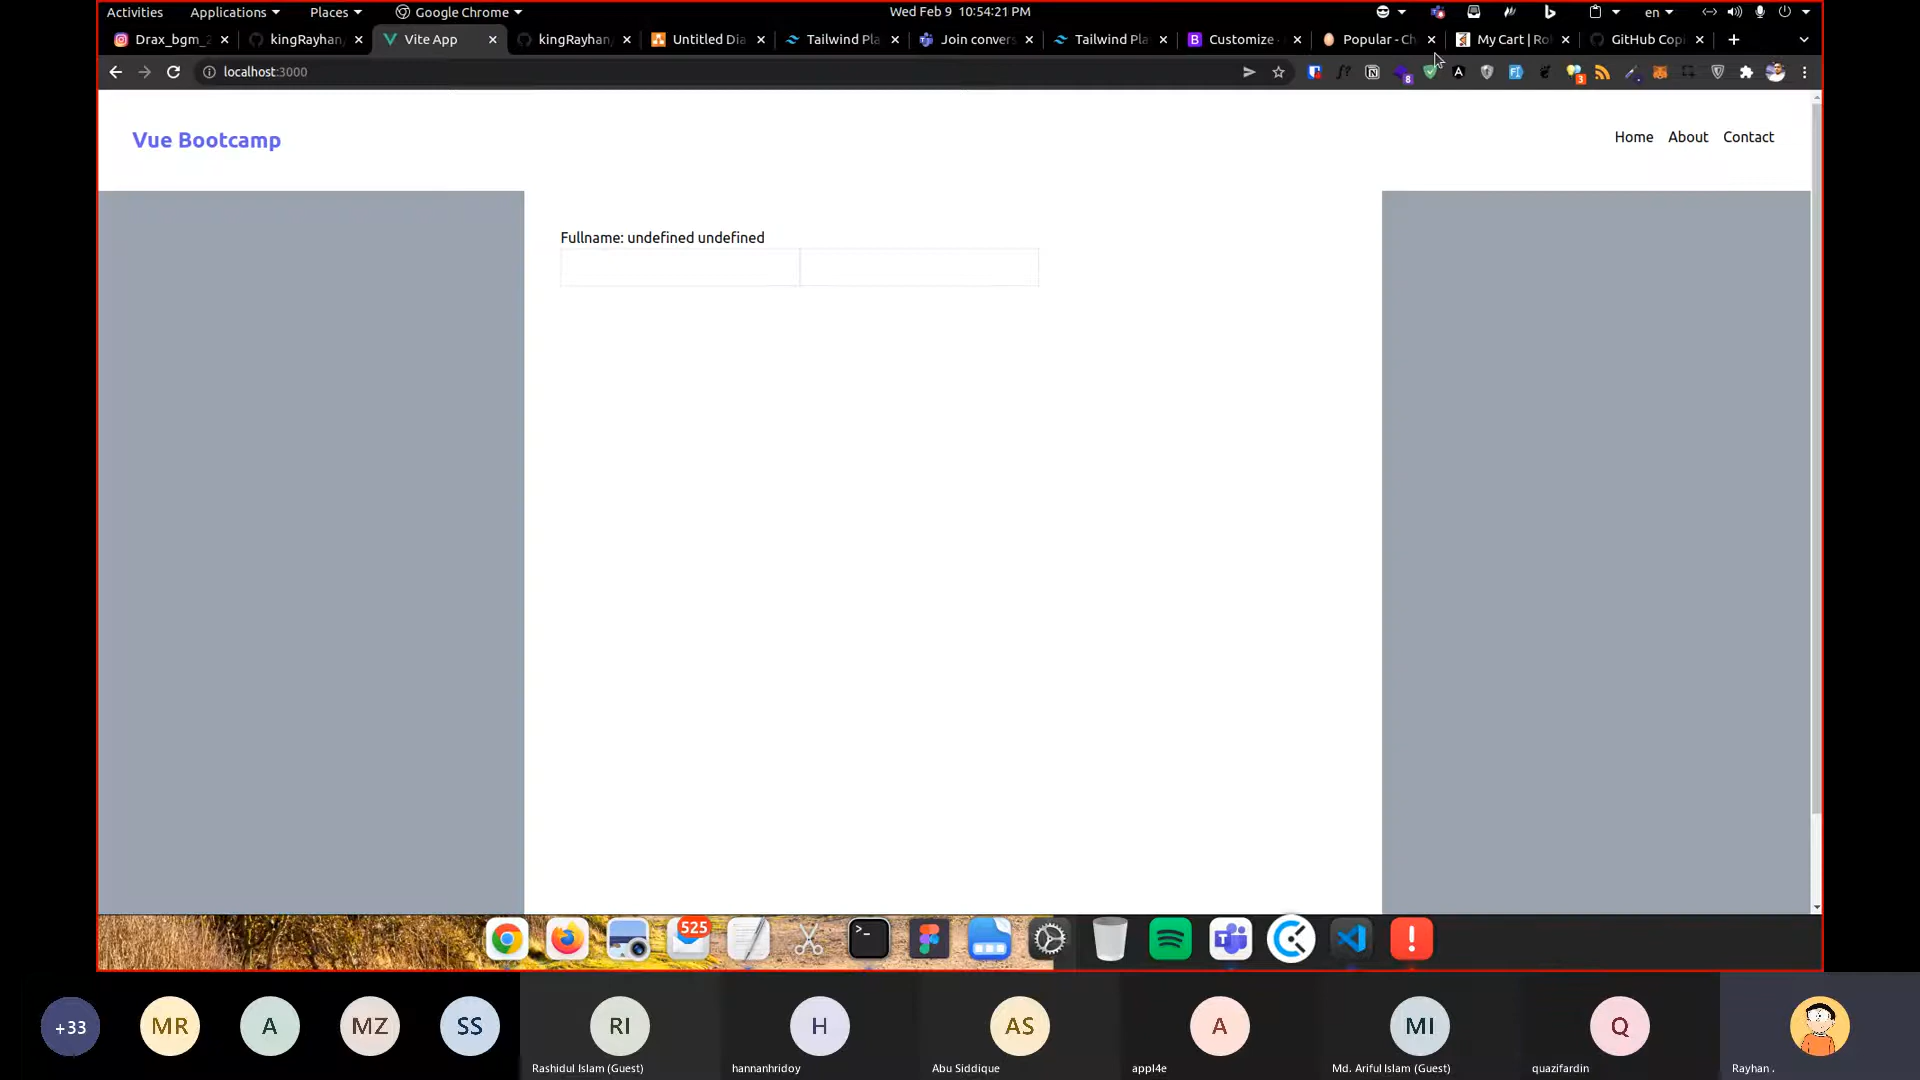 Activities Applications Places Google Chrome Wed Feb 9 10:54:21 PM en
Drax_bgm_2 kingRayhan/ Vite App kingRayhan/ Untitled Dia Tailwind Pla Join convers Tailwind Pla Customize · Popular - Ch My Cart | Ro GitHub Cop
localhost:3000
8
A
3
Vue Bootcamp
Home About Contact
Fullname: undefined undefined
525
>_
!
+33 MR A MZ SS RI H AS A MI Q
Rashidul Islam (Guest) hannanhridoy Abu Siddique appl4e Md. Ariful Islam (Guest) quazifardin Rayhan .